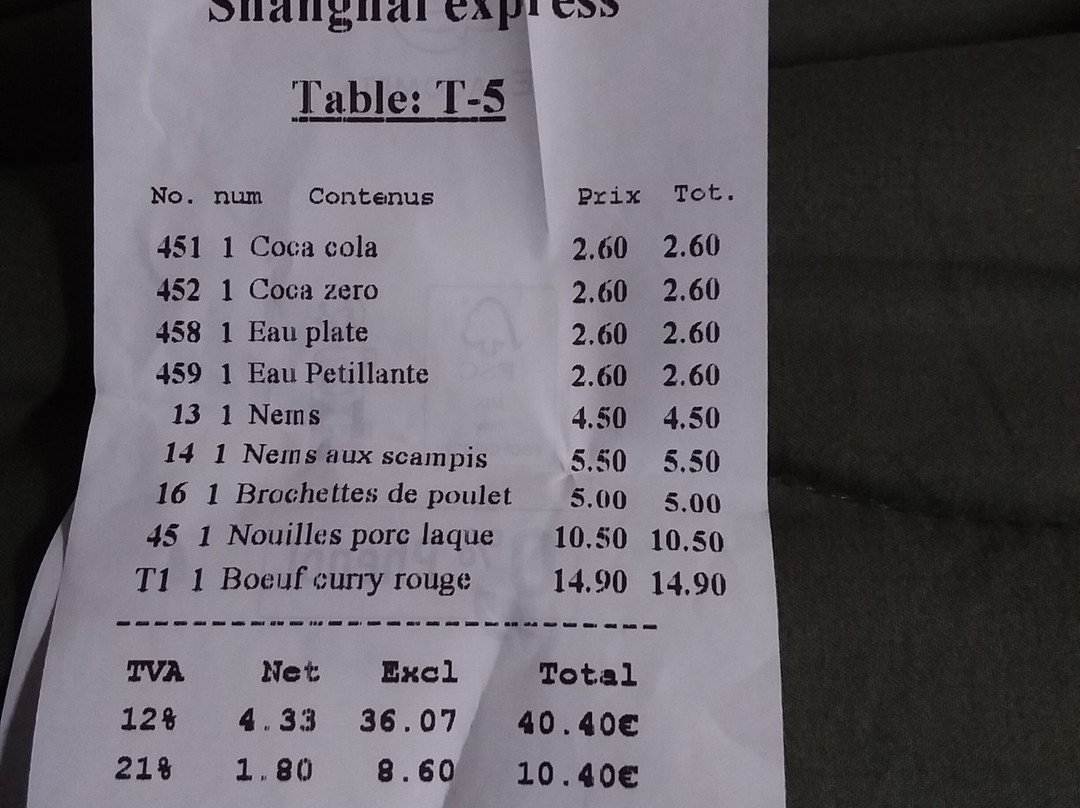 Shanghai express
Table: T-5
No. num Contenus Prix Tot.
451 1 Coca cola 2.60 2.60
452 1 Coca zero 2.60 2.60
458 1 Eau plate 2.60 2.60
459 1 Eau Petillante 2.60 2.60
13 1 Nems 4.50 4.50
14 1 Nems aux scampis 5.50 5.50
16 1 Brochettes de poulet 5.00 5.00
45 1 Nouilles porc laque 10.50 10.50
T1 1 Boeuf curry rouge 14.90 14.90
TVA Net Excl Total
12% 4.33 36.07 40.40€
21% 1.80 8.60 10.40€